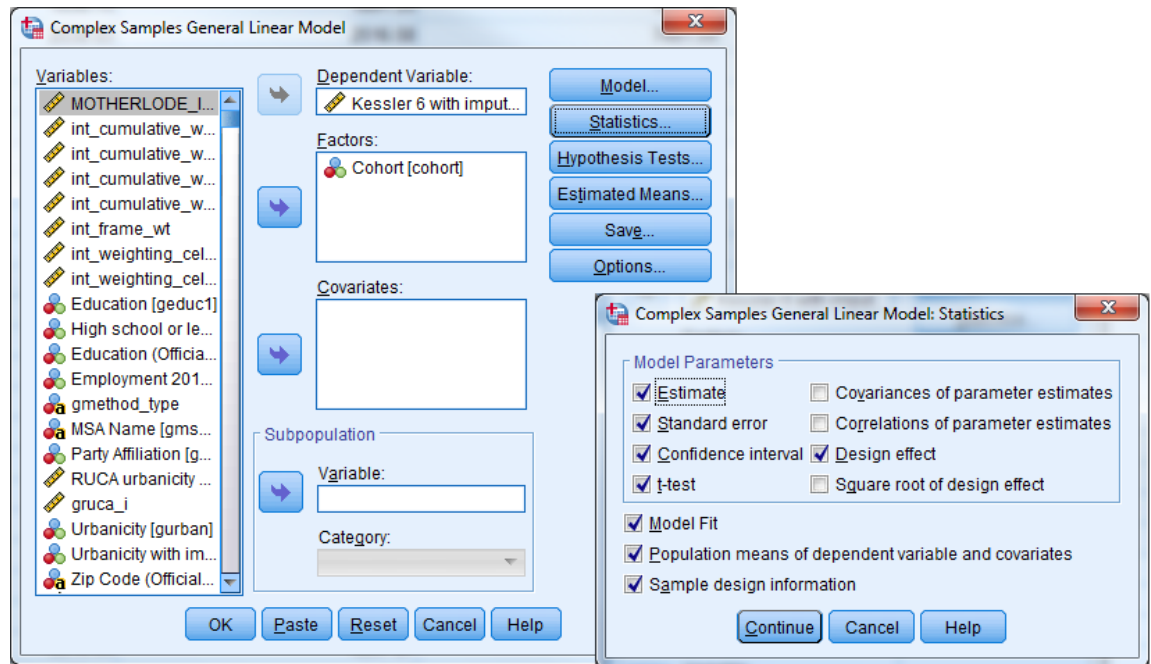 Complex Samples General Linear Model
Variables:
MOTHERLODE_I...
int_cumulative_w...
int_cumulative_w...
int_cumulative_w...
int_cumulative_w...
int_frame_wt
int_weighting_cel...
int_weighting_cel...
Education [geduc1]
High school or le...
Education (Officia...
Employment 201...
gmethod_type
MSA Name [gms...
Party Affiliation [g...
RUCA urbanicity ...
gruca_i
Urbanicity [gurban]
Urbanicity with im...
Zip Code (Official...
Dependent Variable:
Kessler 6 with imput...
Factors:
Cohort [cohort]
Covariates:
Subpopulation
Variable:
Category:
Model...
Statistics...
Hypothesis Tests...
Estimated Means...
Save...
Options...
OK Paste Reset Cancel Help
Complex Samples General Linear Model: Statistics
Model Parameters
Estimate Covariances of parameter estimates
Standard error Correlations of parameter estimates
Confidence interval Design effect
t-test Square root of design effect
Model Fit
Population means of dependent variable and covariates
Sample design information
Continue Cancel Help